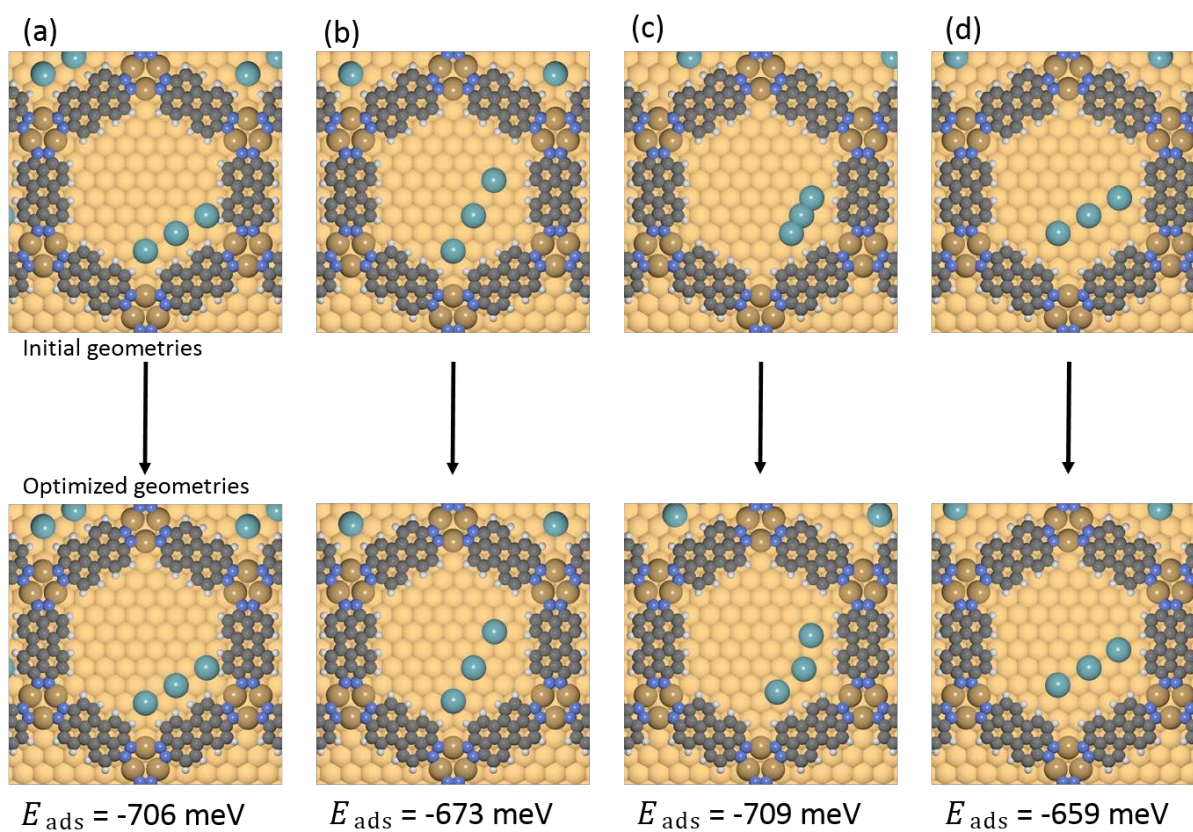 (a) (b) (c) (d)
Initial geometries
Optimized geometries
E ads = -706 meV E ads = -673 meV E ads = -709 meV E ads = -659 meV